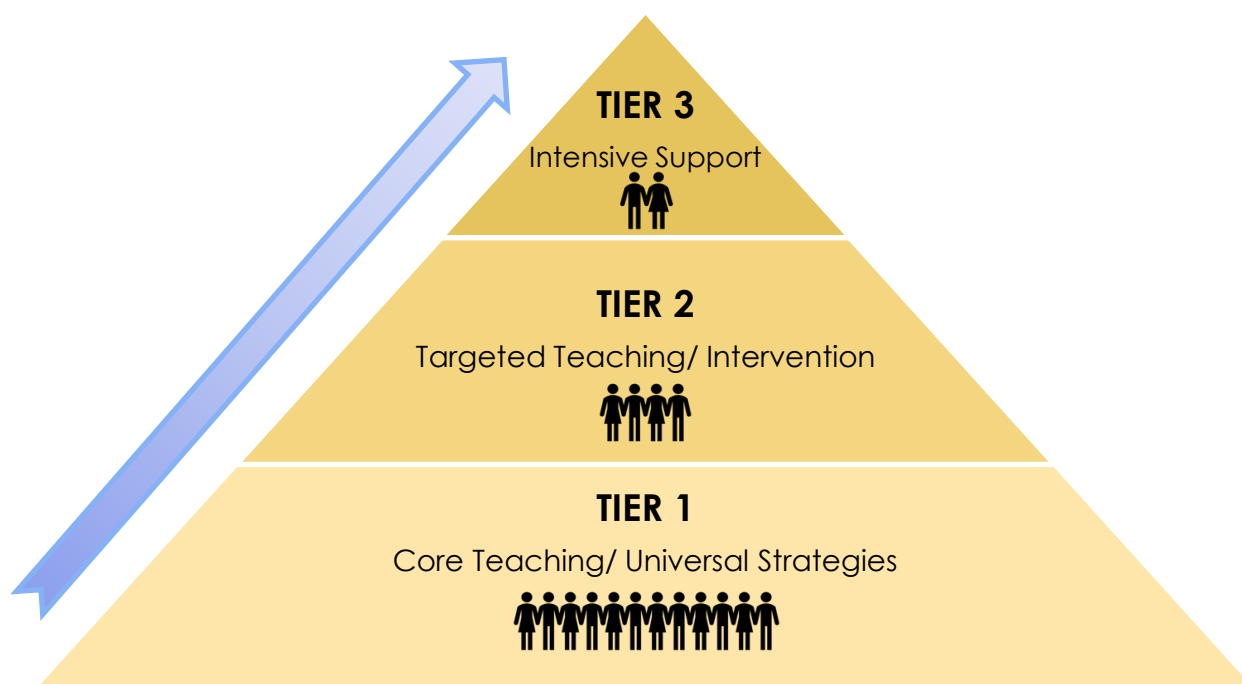 TIER 3
Intensive Support
TIER 2
Targeted Teaching/ Intervention
TIER 1
Core Teaching/ Universal Strategies